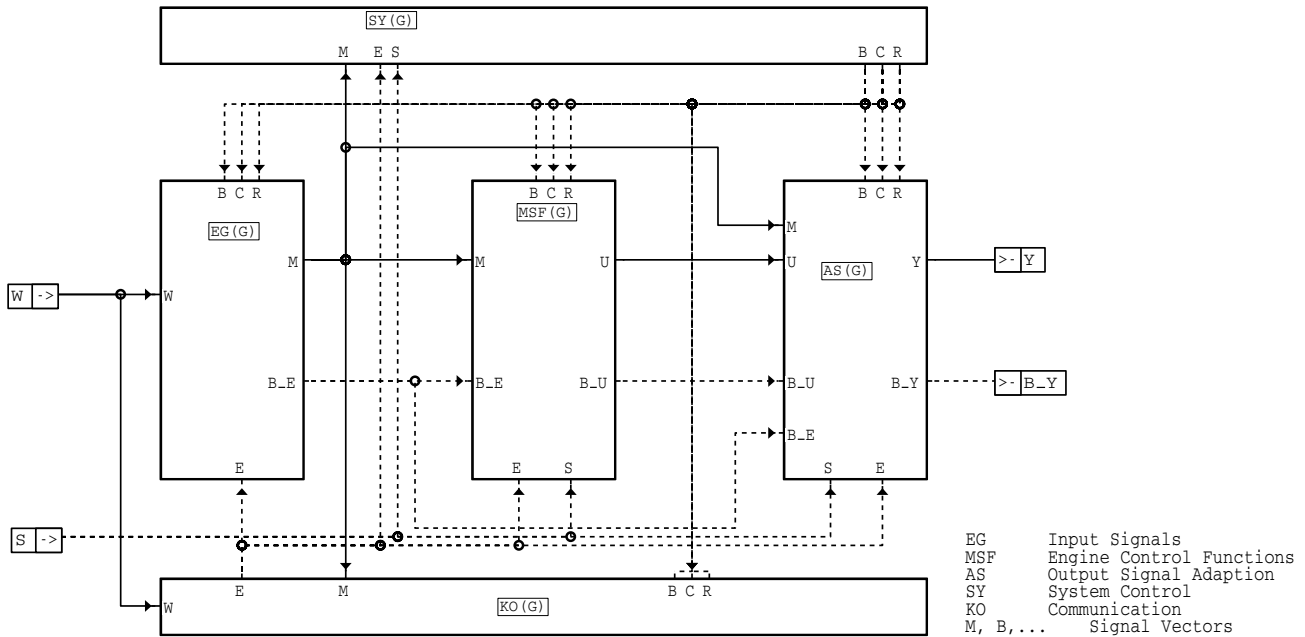 SY(G)
M E S B C R
B C R B C R B C R
EG(G) MSF(G) AS(G)
M
M M U U Y >- Y
W -> W
B_E B_E B_U B_U B_Y >- B_Y
B_E
E E S S E
S ->
E M B C R
W KO(G)
EG Input Signals
MSF Engine Control Functions
AS Output Signal Adaption
SY System Control
KO Communication
M, B,... Signal Vectors